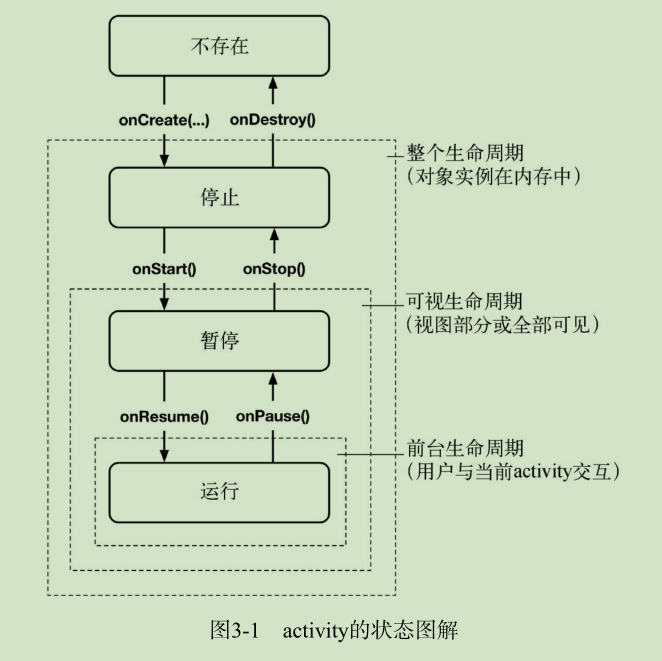 不存在
onCreate(...) onDestroy()
整个生命周期
（对象实例在内存中）
停止
onStart() onStop()
可视生命周期
（视图部分或全部可见）
暂停
onResume() onPause()
前台生命周期
（用户与当前activity交互）
运行
图3-1 activity的状态图解